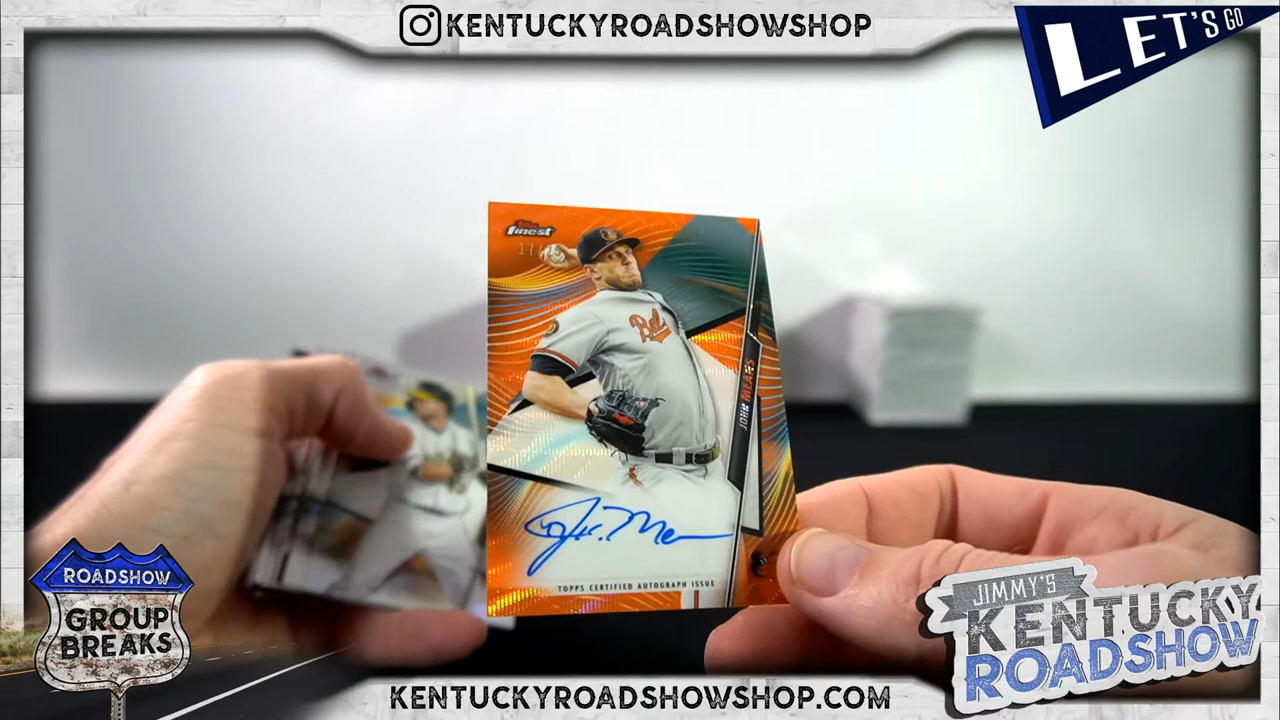 KENTUCKYROADSHOWSHOP
LET'S GO
finest
JOHN MEANS
TOPPS CERTIFIED AUTOGRAPH ISSUE
ROADSHOW
GROUP
BREAKS
JIMMY'S
KENTUCKY
ROADSHOW
KENTUCKYROADSHOWSHOP.COM